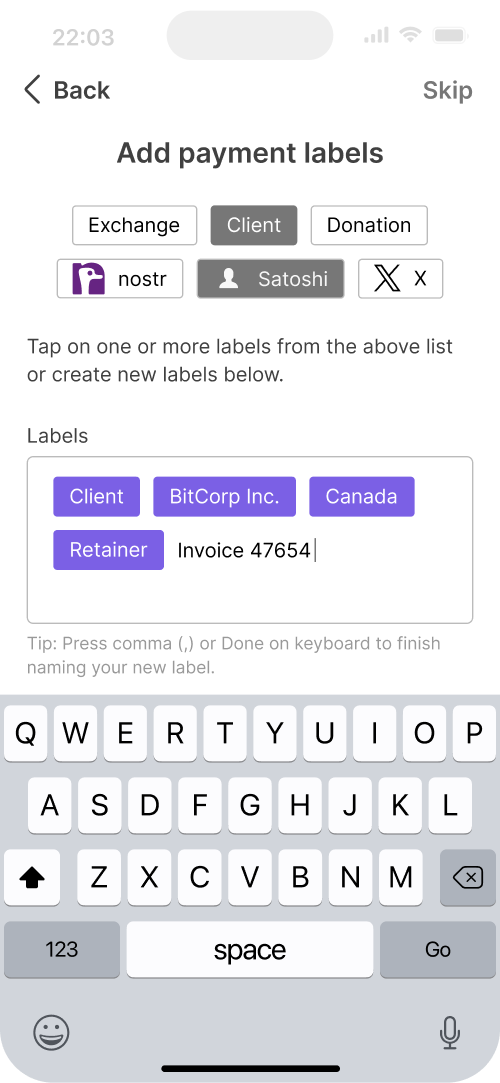 22:03
Back Skip
Add payment labels
Exchange Client Donation
nostr Satoshi X
Tap on one or more labels from the above list
or create new labels below.
Labels
Client BitCorp Inc. Canada
Retainer Invoice 47654
Tip: Press comma (,) or Done on keyboard to finish
naming your new label.
Q W E R T Y U I O P
A S D F G H J K L
Z X C V B N M
123 space Go